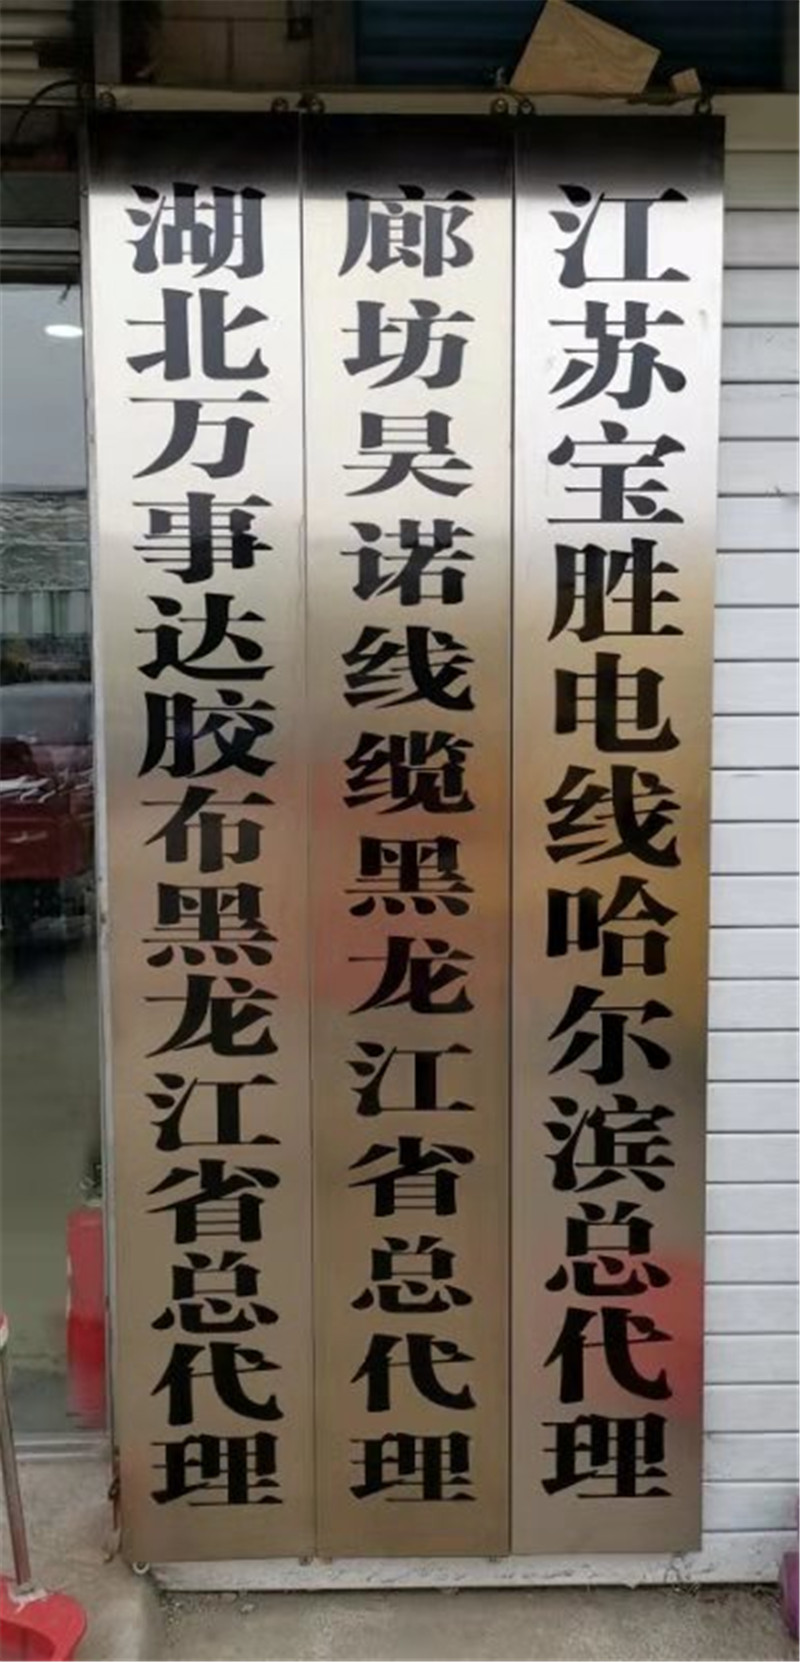 江苏宝胜电线哈尔滨总代理
廊坊昊诺线缆黑龙江省总代理
湖北万事达胶布黑龙江省总代理